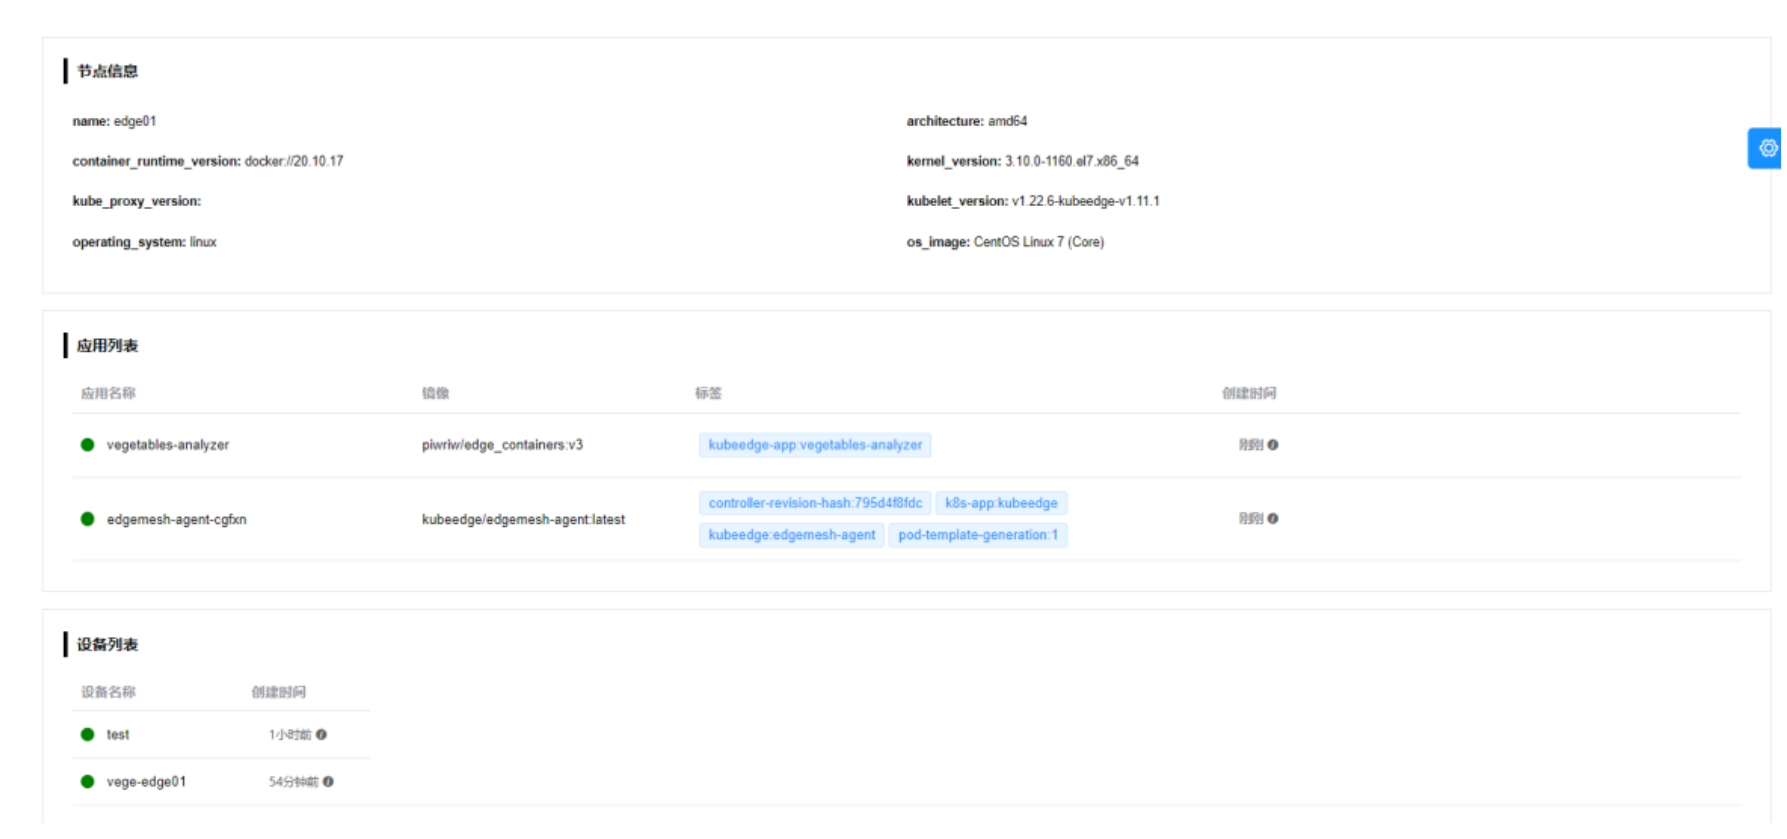 节点信息
name: edge01 architecture: amd64
container_runtime_version: docker://20.10.17 kernel_version: 3.10.0-1160.el7.x86_64
kube_proxy_version: kubelet_version: v1.22.6-kubeedge-v1.11.1
operating_system: linux os_image: CentOS Linux 7 (Core)
应用列表
应用名称 镜像 标签 创建时间
vegetables-analyzer piwriw/edge_containers:v3 kubeedge-app:vegetables-analyzer 刚刚
controller-revision-hash:795d4f8fdc k8s-app:kubeedge
edgemesh-agent-cgfxn kubeedge/edgemesh-agent:latest 刚刚
kubeedge:edgemesh-agent pod-template-generation:1
设备列表
设备名称 创建时间
test 1小时前
vege-edge01 54分钟前